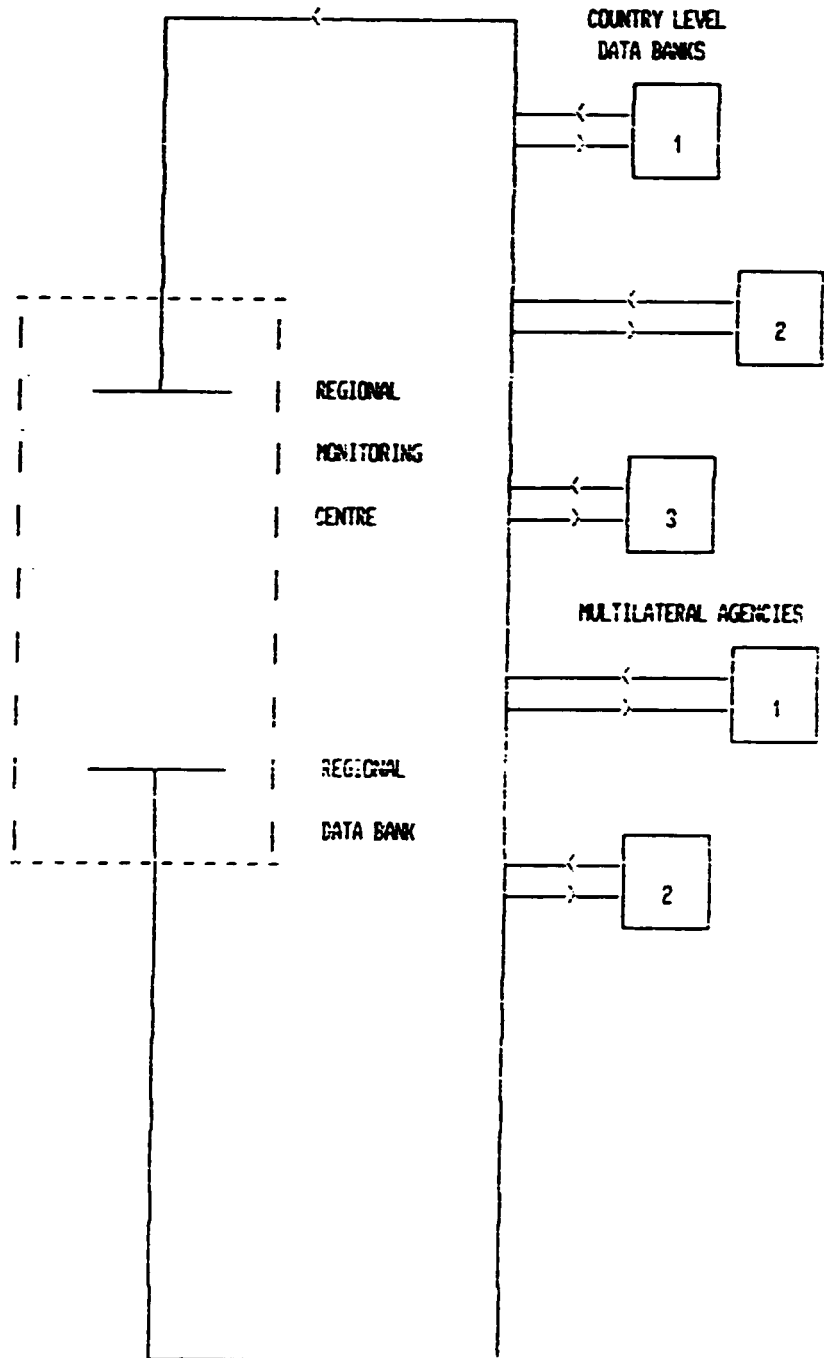 COUNTRY LEVEL
DATA BANKS
1
2
REGIONAL
MONITORING
CENTRE
3
MULTILATERAL AGENCIES
1
REGIONAL
DATA BANK
2